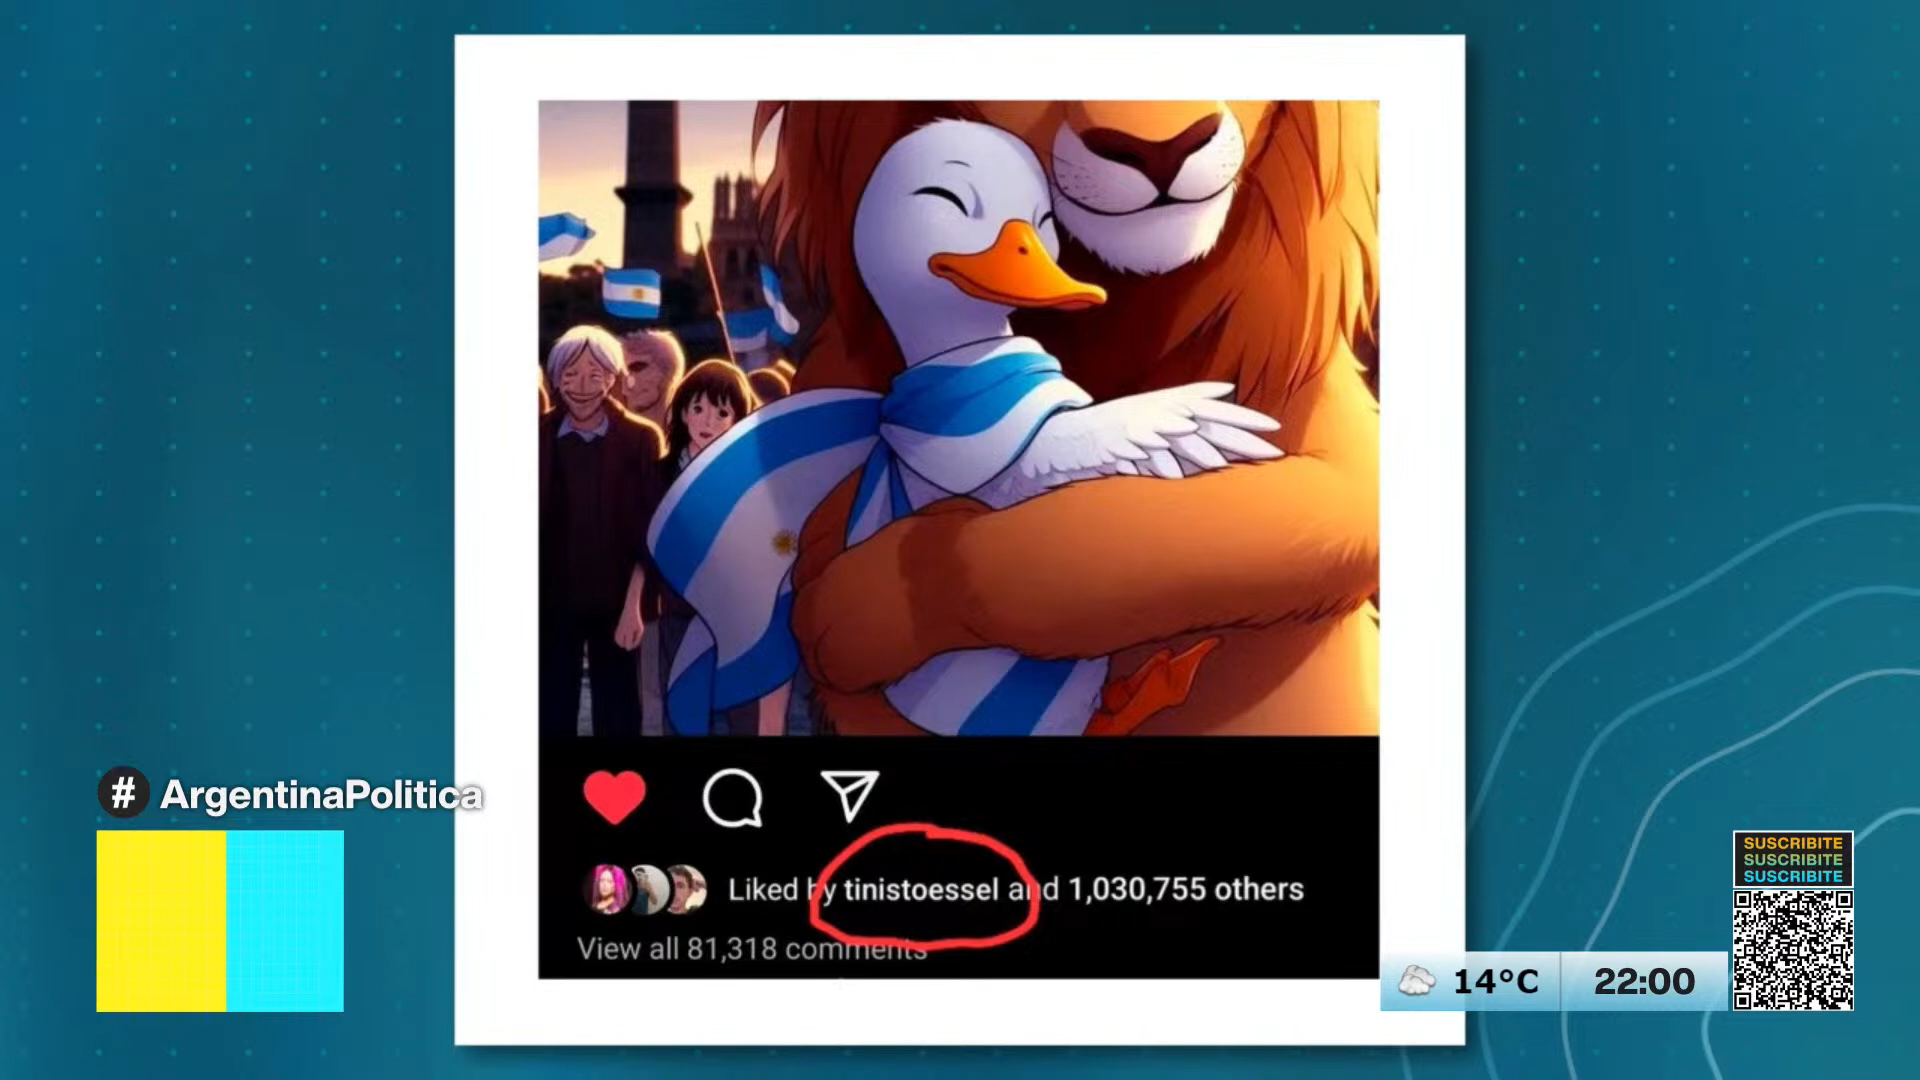 # ArgentinaPolitica
Liked by tinistoessel and 1,030,755 others
View all 81,318 comments
SUSCRIBITE
SUSCRIBITE
SUSCRIBITE
14°C
22:00